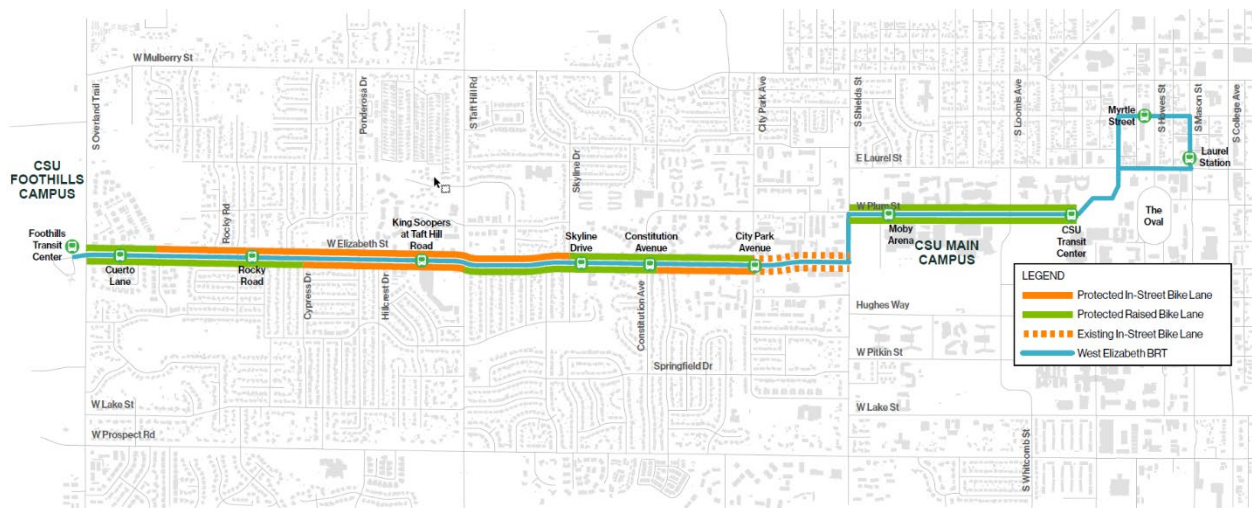 W Mulberry St
S Overland Trail
Ponderosa Dr
S Taft Hill Rd
City Park Ave
S Shields St
S Loomis Ave
Myrtle
Street
S Howes St
S Mason St
S College Ave
Laurel
Station
E Laurel St
CSU
FOOTHILLS
CAMPUS
Skyline Dr
Rocky Rd
W Plum St
The
Oval
Foothills
Transit
Center
W Elizabeth St
King Soopers
at Taft Hill
Road
Skyline
Drive
Constitution
Avenue
City Park
Avenue
Moby
Arena
CSU MAIN
CAMPUS
CSU
Transit
Center
Cuerto
Lane
Rocky
Road
Cypress Dr
Hillcrest Dr
Constitution Ave
LEGEND
Protected In-Street Bike Lane
Protected Raised Bike Lane
Existing In-Street Bike Lane
West Elizabeth BRT
Hughes Way
W Pitkin St
Springfield Dr
W Lake St
W Lake St
W Prospect Rd
S Whitcomb St